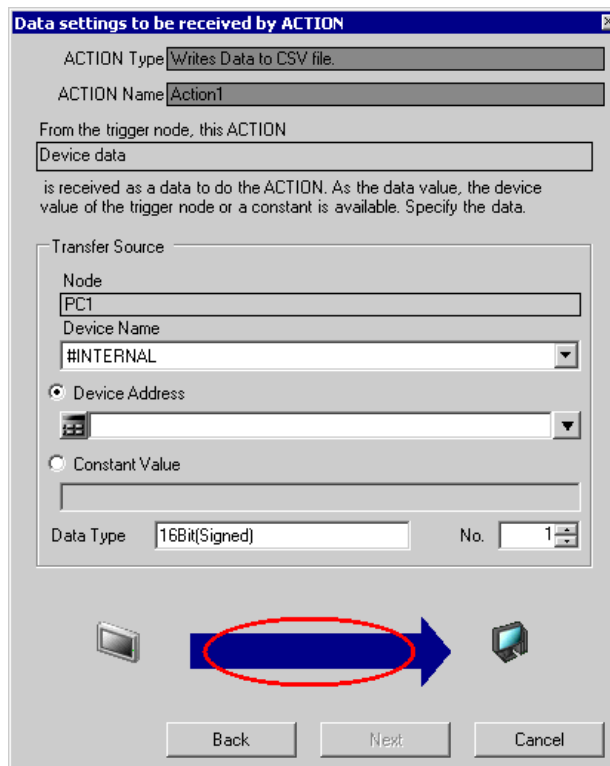 Data settings to be received by ACTION
ACTION Type Writes Data to CSV file.
ACTION Name Action1
From the trigger node, this ACTION
Device data
is received as a data to do the ACTION. As the data value, the device
value of the trigger node or a constant is available. Specify the data.
Transfer Source
Node
PC1
Device Name
#INTERNAL
Device Address
Constant Value
Data Type 16Bit(Signed) No. 1
Back Next Cancel